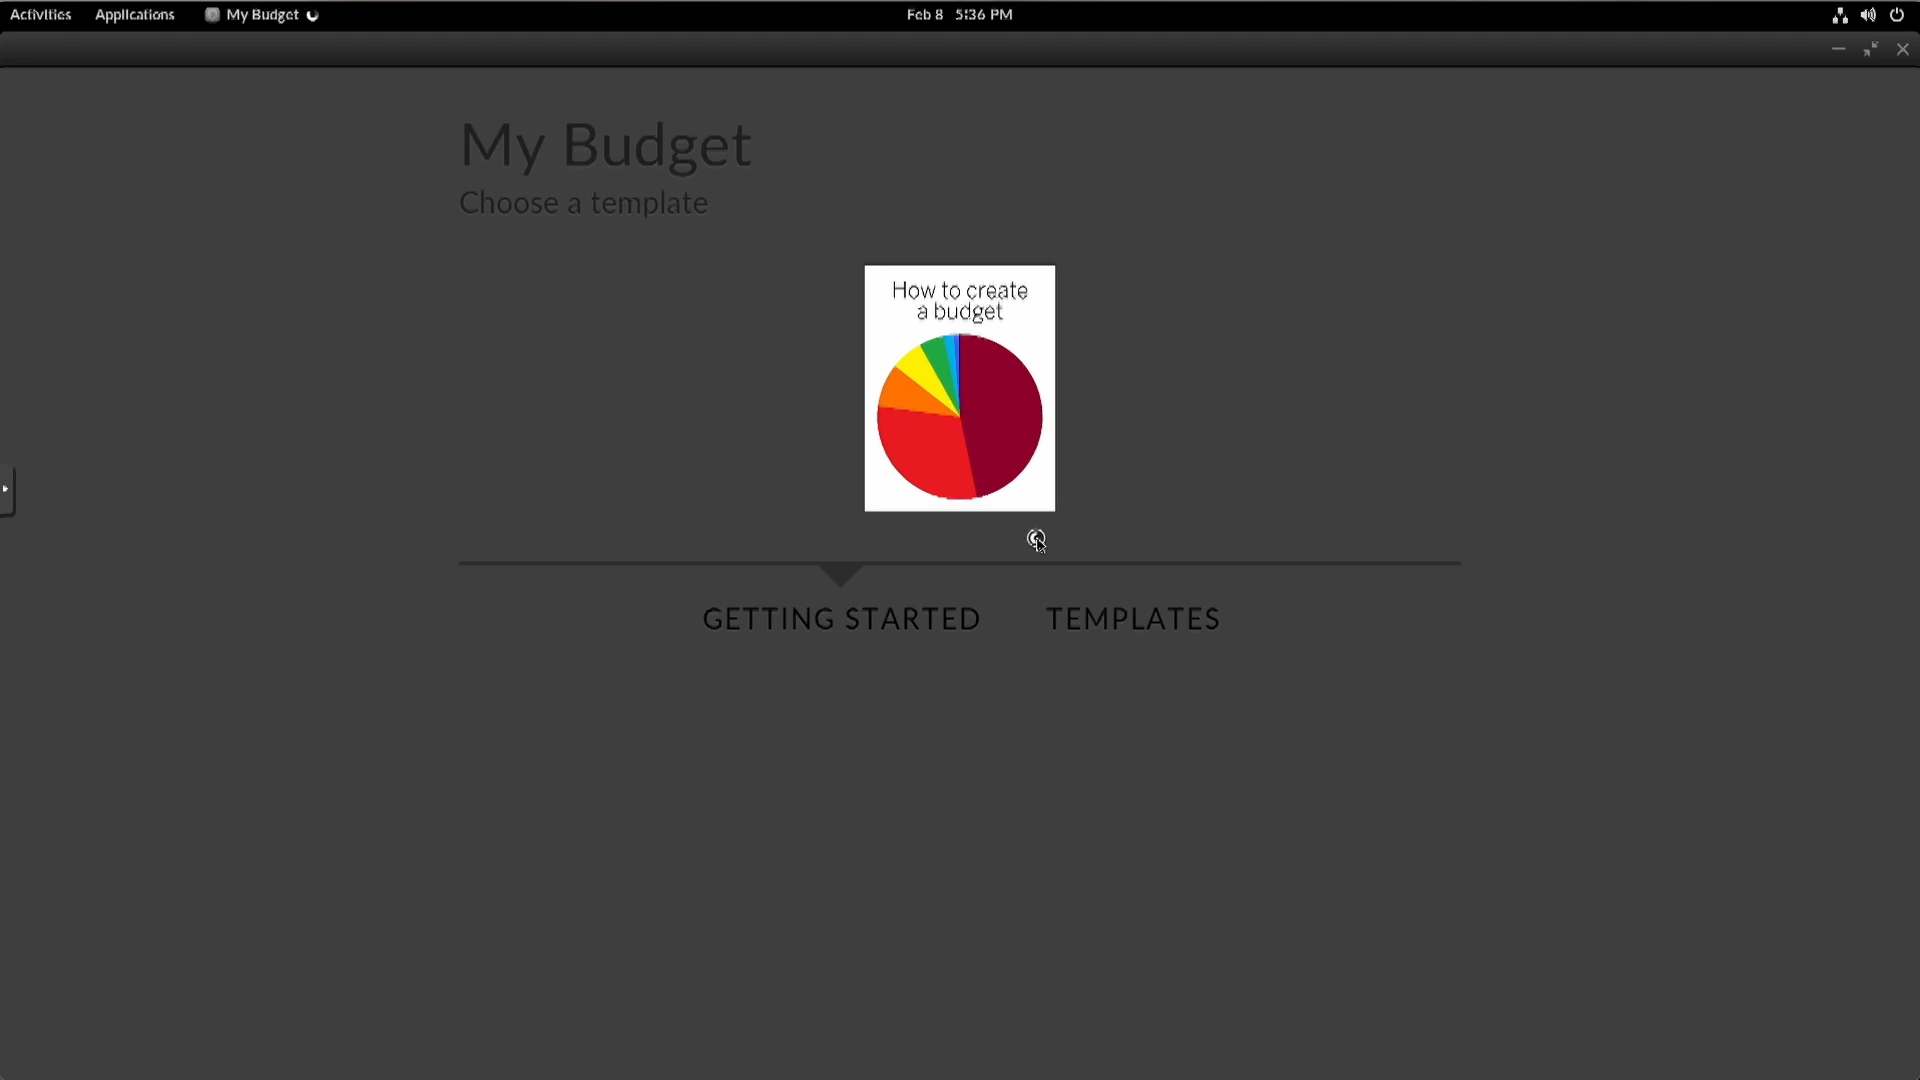 Activities Applications My Budget Feb 8 5:36 PM
My Budget
Choose a template
How to create
a budget
GETTING STARTED TEMPLATES